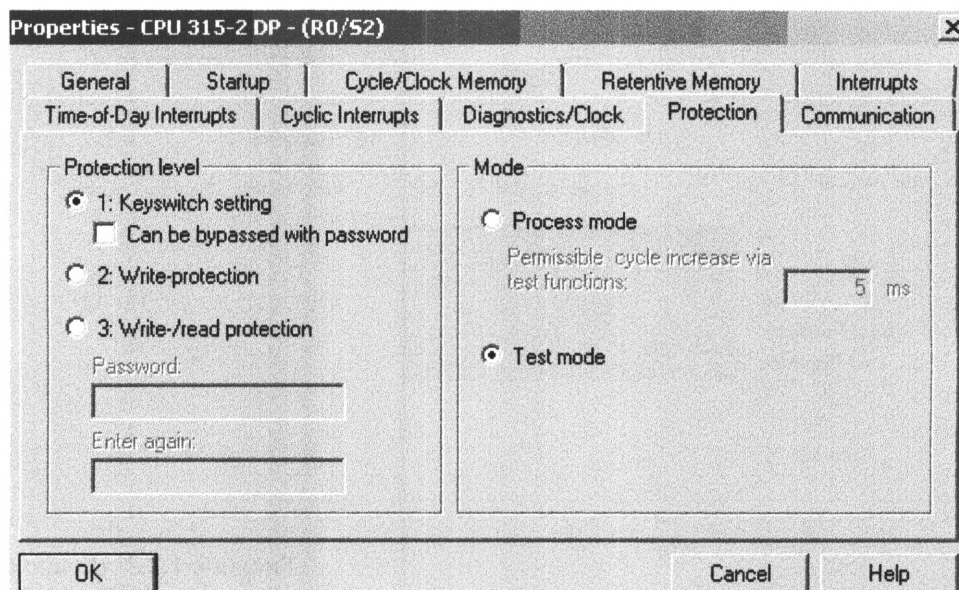 Properties - CPU 315-2 DP - (R0/S2)
General Startup Cycle/Clock Memory Retentive Memory Interrupts
Time-of-Day Interrupts Cyclic Interrupts Diagnostics/Clock Protection Communication
Protection level
1: Keyswitch setting
Can be bypassed with password
2: Write-protection
3: Write-/read protection
Password:
Enter again:
Mode
Process mode
Permissible cycle increase via
test functions: 5 ms
Test mode
OK Cancel Help